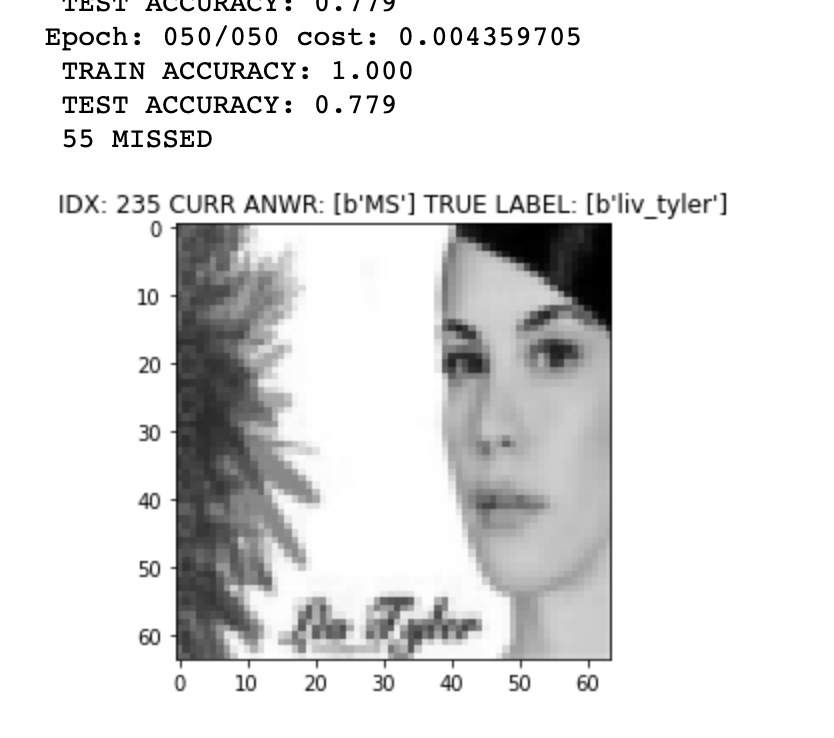 TEST ACCURACY: 0.779
Epoch: 050/050 cost: 0.004359705
TRAIN ACCURACY: 1.000
TEST ACCURACY: 0.779
55 MISSED
IDX: 235 CURR ANWR: [b'MS'] TRUE LABEL: [b'liv_tyler']
0
10
20
30
40
50
60
Liv Tyler
0 10 20 30 40 50 60